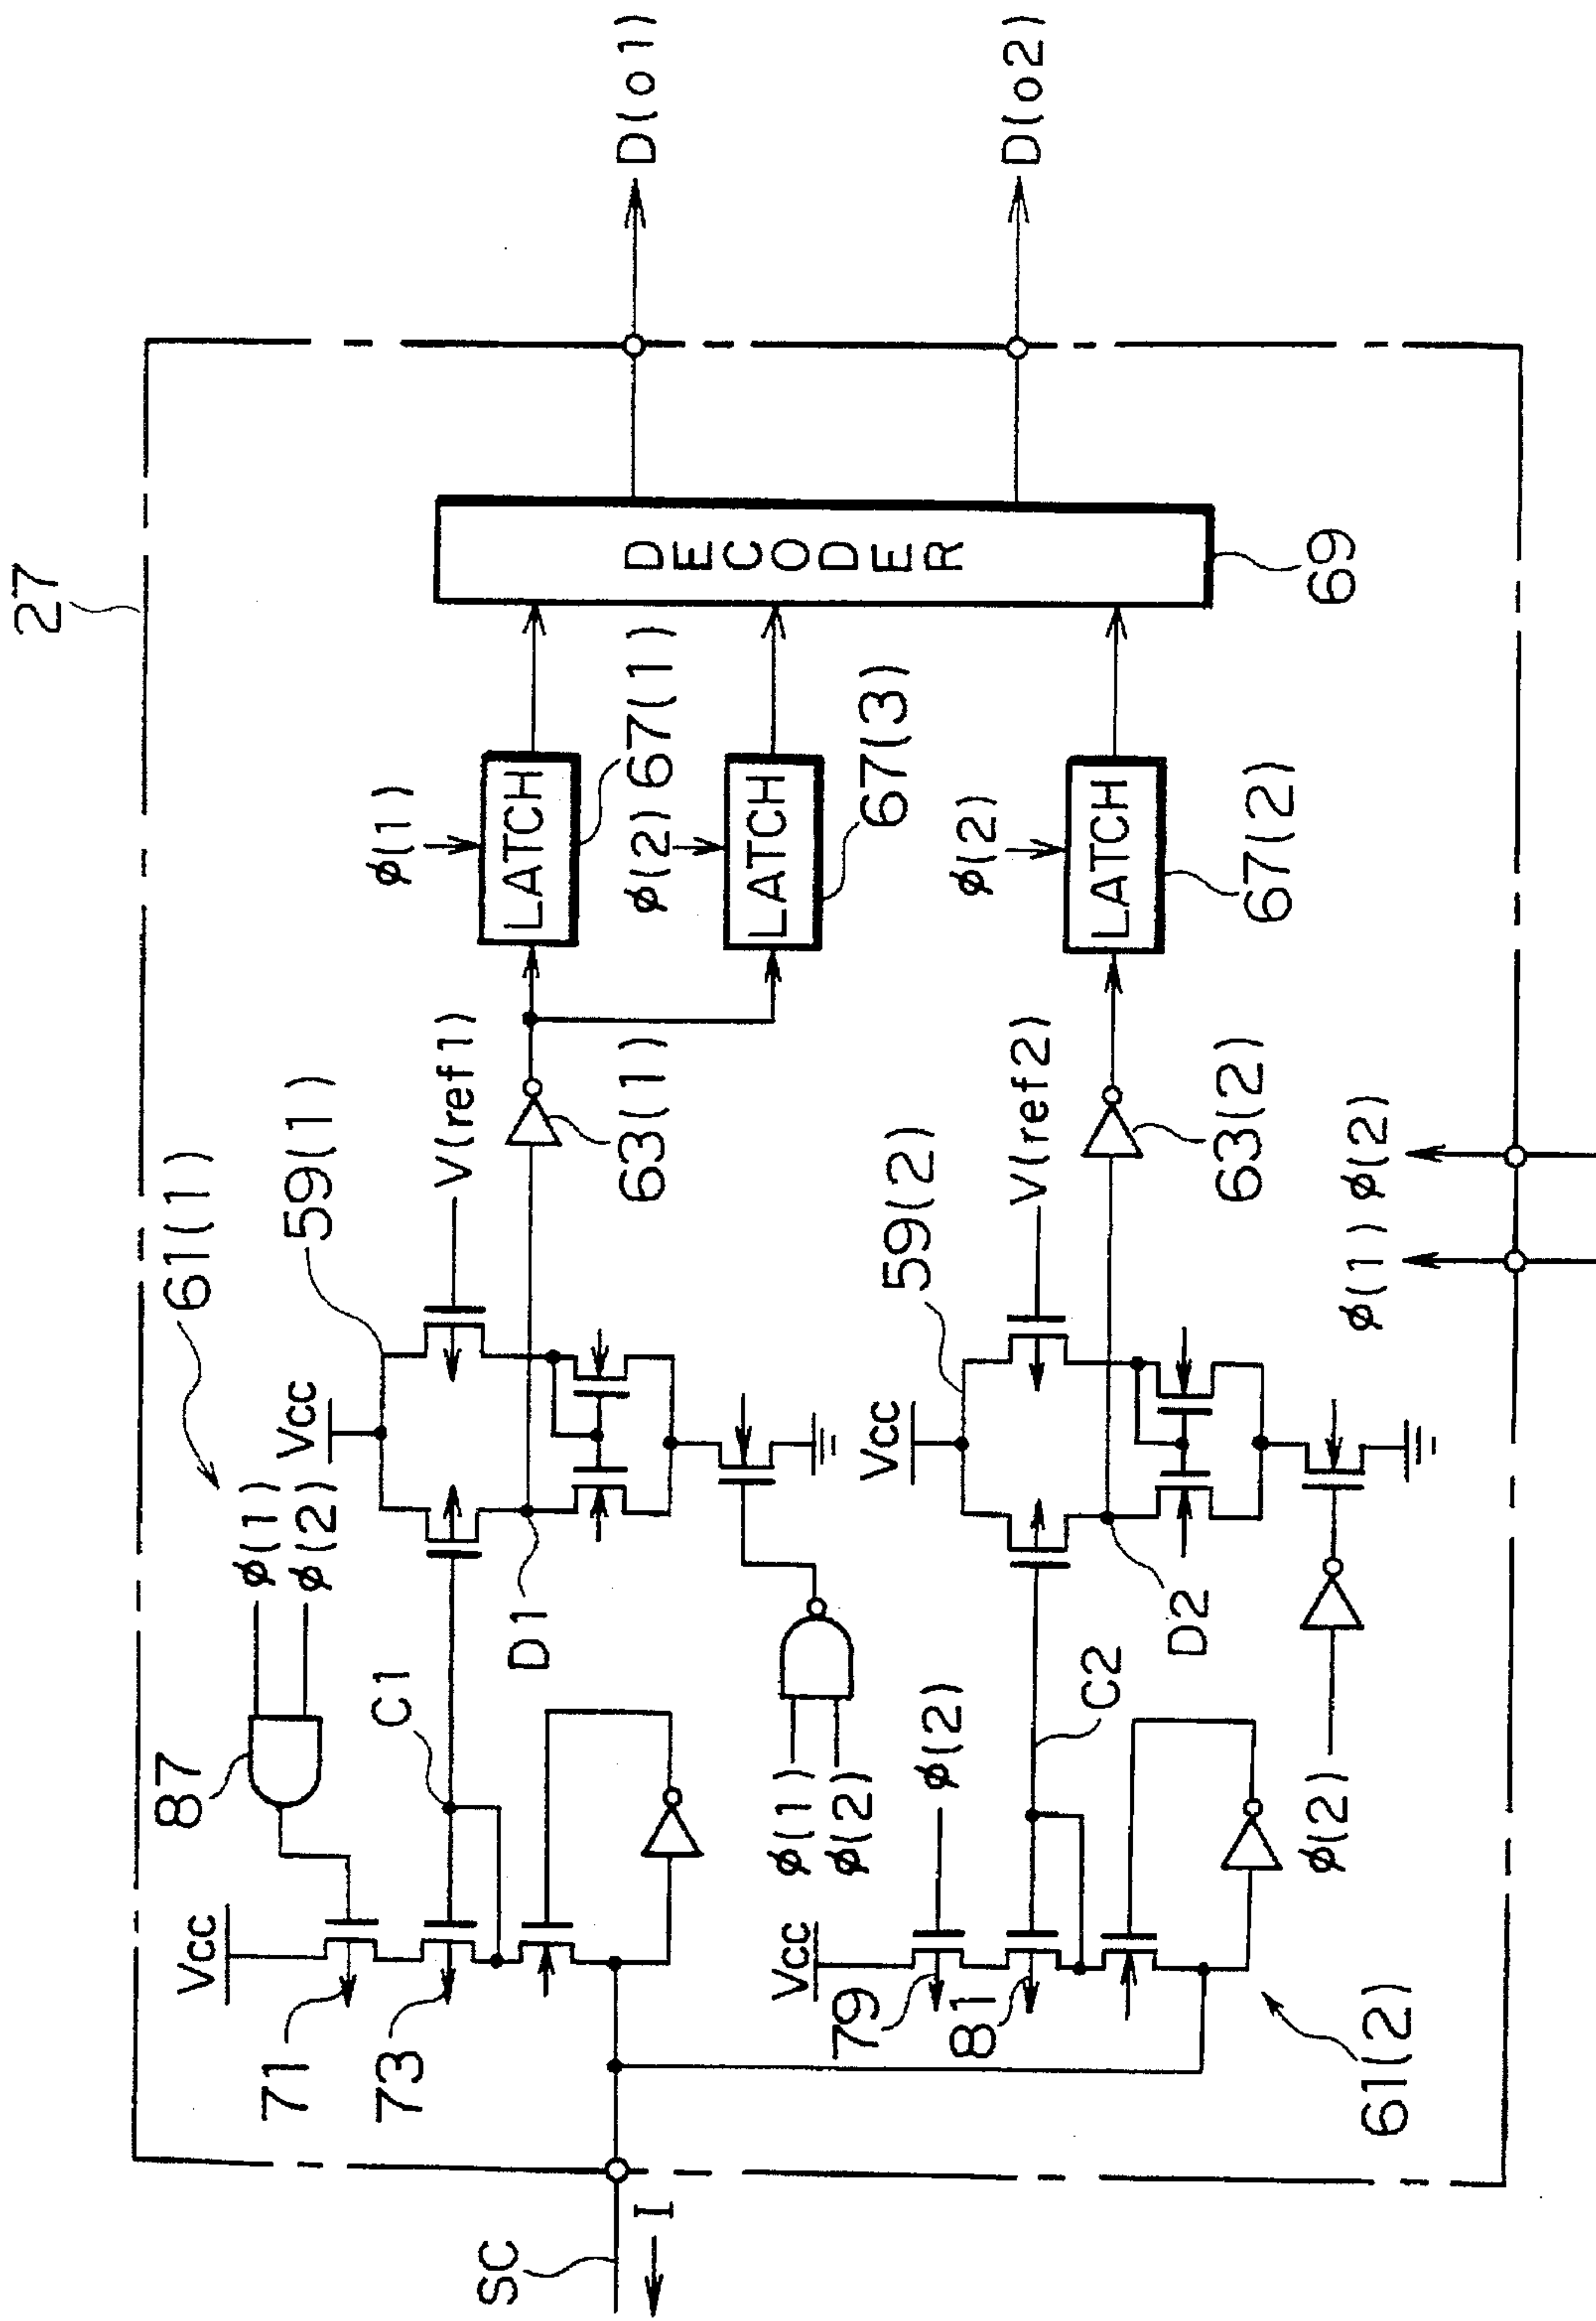 27
61(1)
59(1)
Vcc
87
ø(1)
ø(2)
Vcc
71
73
C1
D1
V(ref1)
63(1)
ø(1)
LATCH
67(1)
ø(2)
LATCH
67(3)
ø(1)
ø(2)
DECODER
69
D(o1)
D(o2)
SC
I
Vcc
79
81
ø(2)
C2
D2
Vcc
59(2)
V(ref2)
63(2)
ø(2)
LATCH
67(2)
ø(2)
61(2)
ø(1)
ø(2)